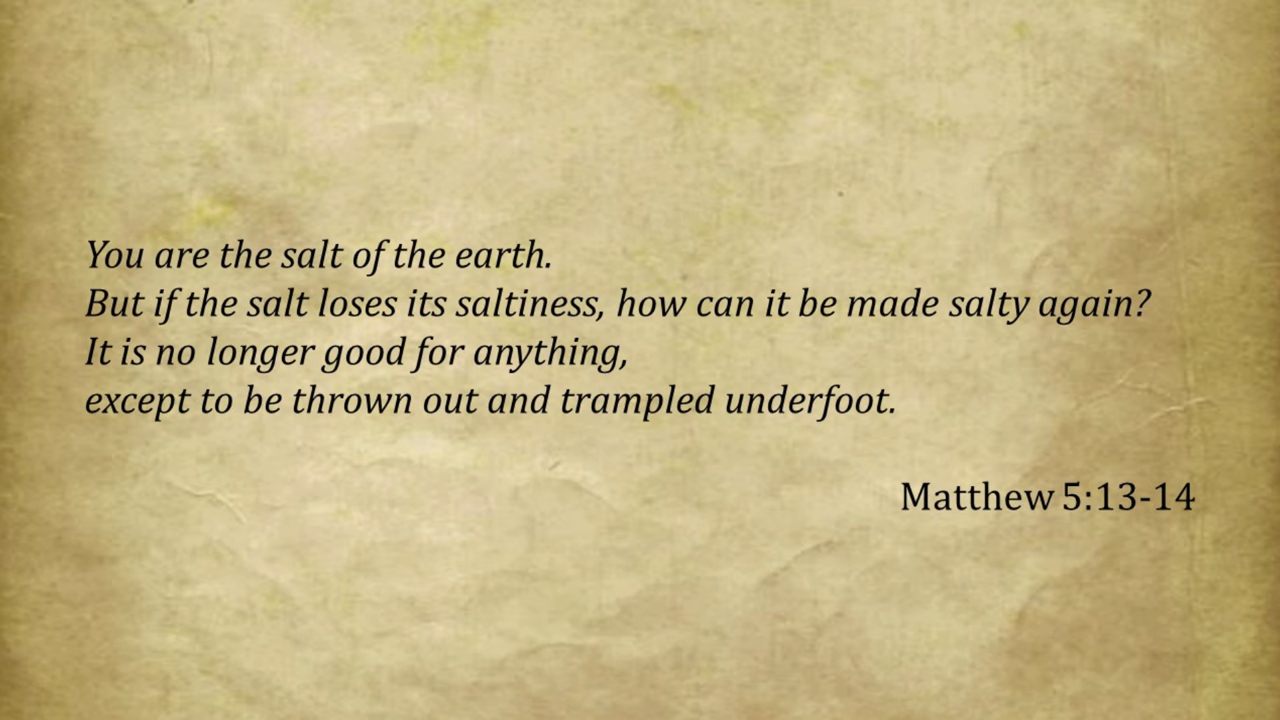 You are the salt of the earth.
But if the salt loses its saltiness, how can it be made salty again?
It is no longer good for anything,
except to be thrown out and trampled underfoot.
Matthew 5:13-14